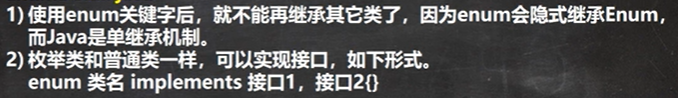 1) 使用enum关键字后，就不能再继承其它类了，因为enum会隐式继承Enum，
而Java是单继承机制。
2) 枚举类和普通类一样，可以实现接口，如下形式。
enum 类名 implements 接口1，接口2{}